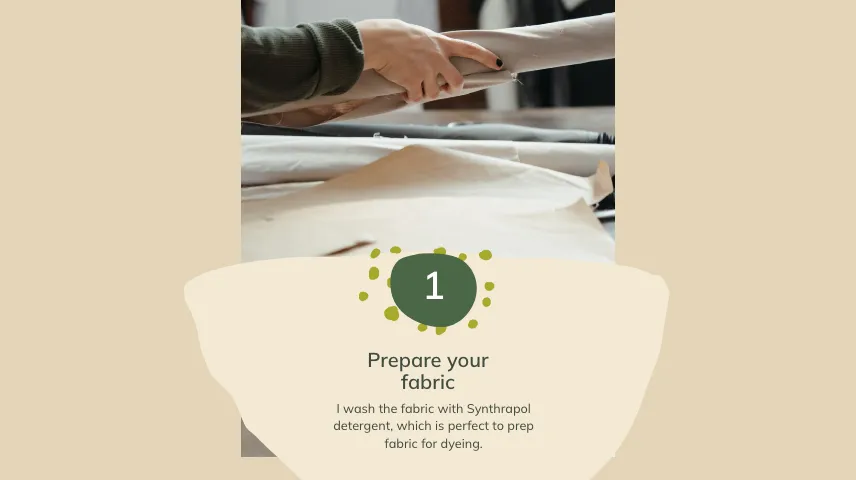 1
Prepare your
fabric
I wash the fabric with Synthrapol
detergent, which is perfect to prep
fabric for dyeing.